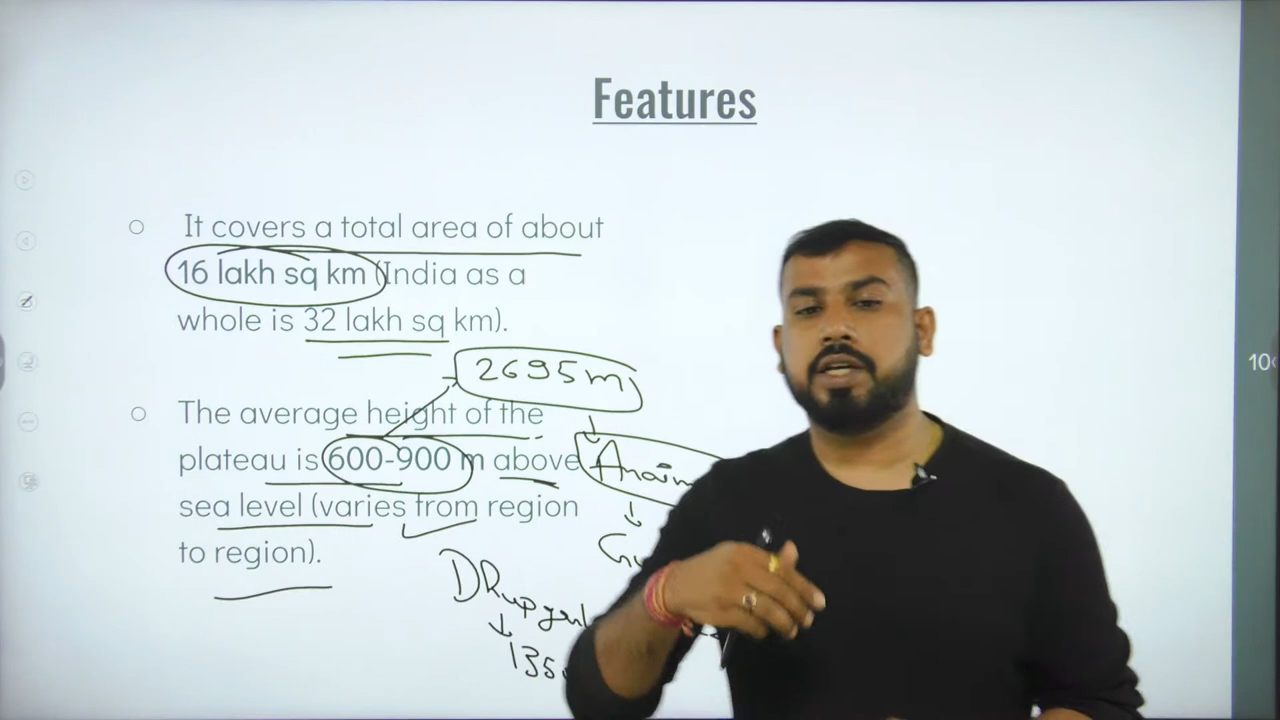 Features
It covers a total area of about
16 lakh sq km (India as a
whole is 32 lakh sq km).
2695m
The average height of the
plateau is 600-900 m above
sea level (varies from region
to region).
10